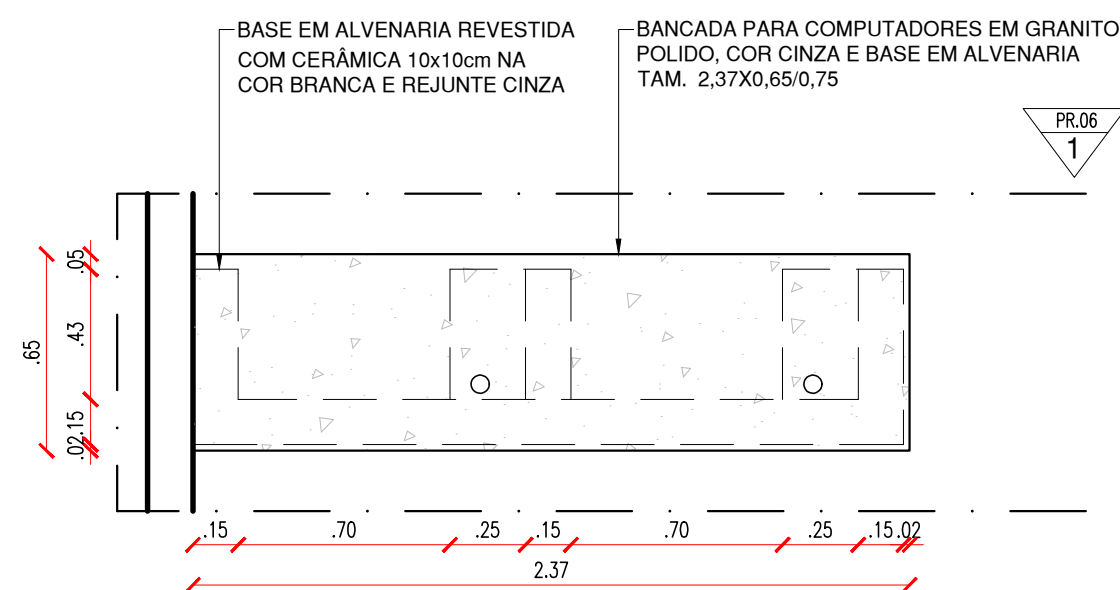 BASE EM ALVENARIA REVESTIDA
COM CERÂMICA 10x10cm NA
COR BRANCA E REJUNTE CINZA
BANCADA PARA COMPUTADORES EM GRANITO
POLIDO, COR CINZA E BASE EM ALVENARIA
TAM. 2,37X0,65/0,75
PR.06
1
.05
.43
.65
.15
.02
.15
.70
.25
.15
.70
.25
.15
.02
2.37